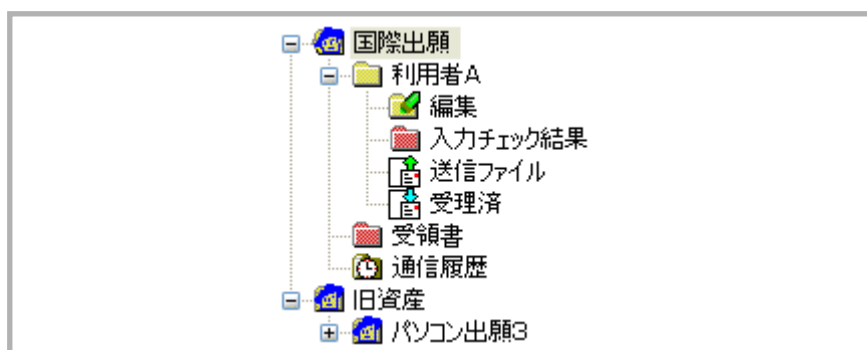 国際出願
利用者A
編集
入力チェック結果
送信ファイル
受理済
受領書
通信履歴
旧資産
パソコン出願3